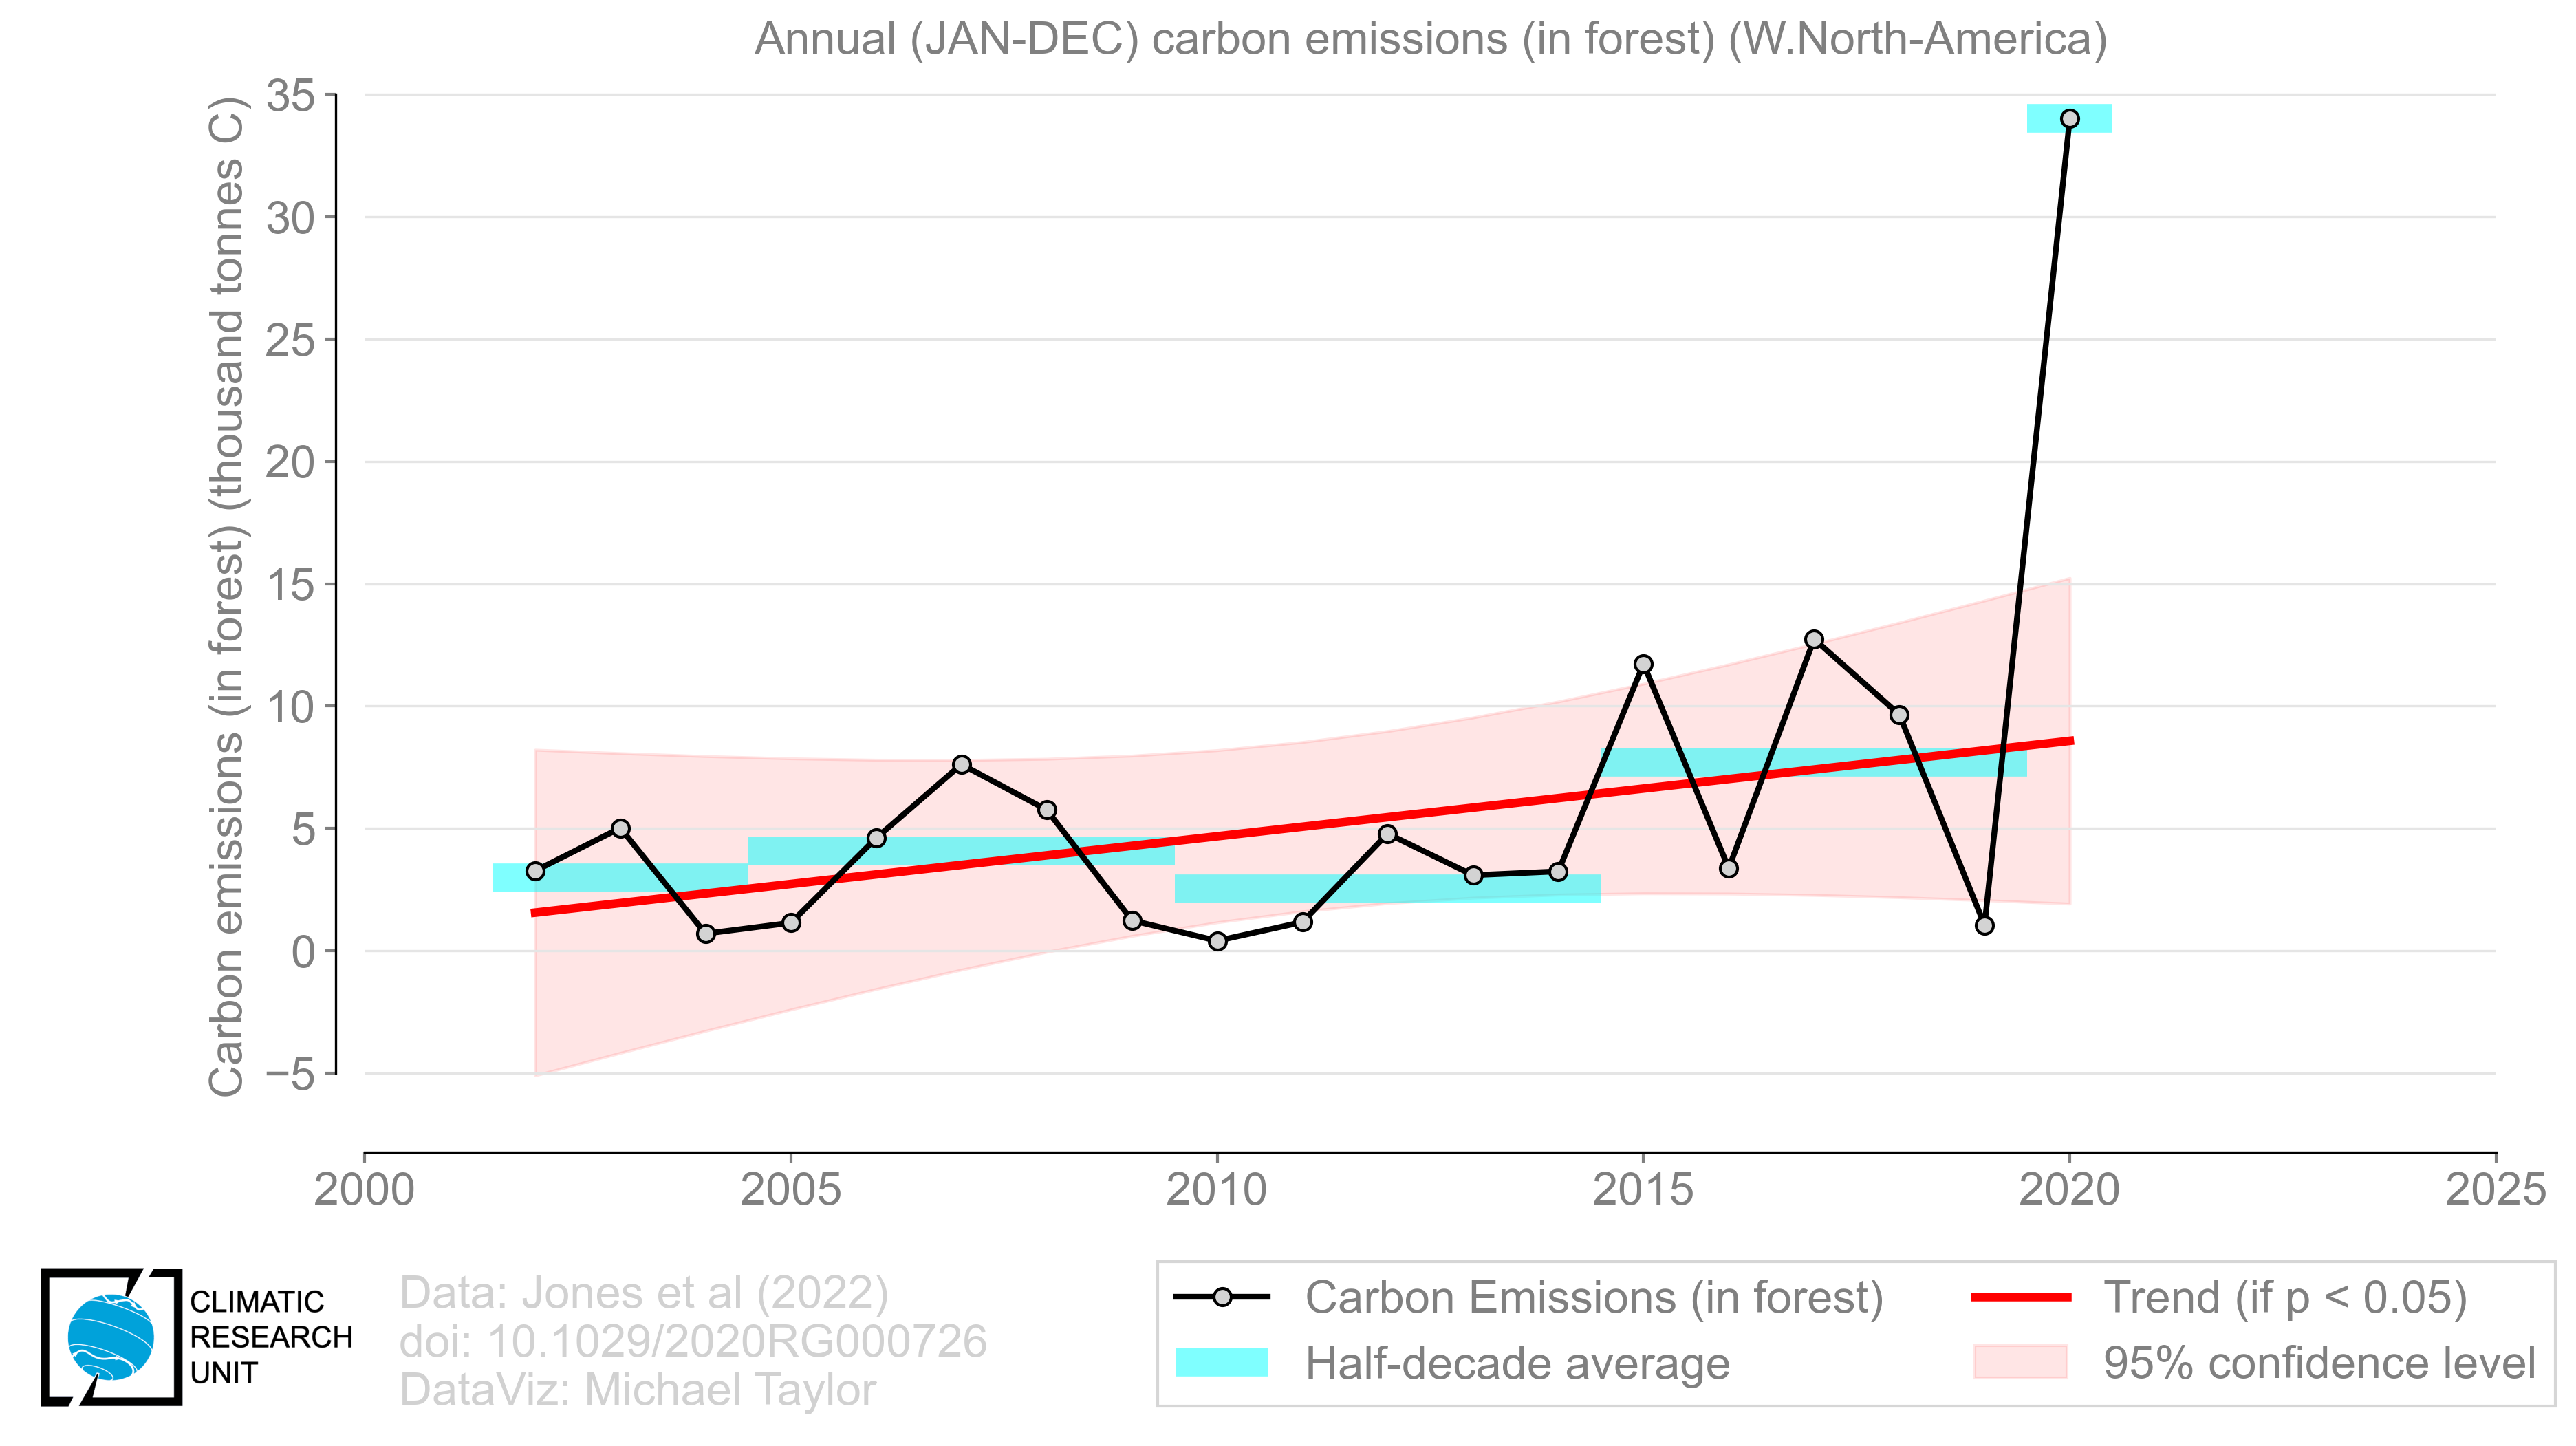 Annual (JAN-DEC) carbon emissions (in forest) (W.North-America)
Carbon emissions (in forest) (thousand tonnes C)
35
30
25
20
15
10
5
0
−5
2000 2005 2010 2015 2020 2025
CLIMATIC
RESEARCH
UNIT
Data: Jones et al (2022)
doi: 10.1029/2020RG000726
DataViz: Michael Taylor
Carbon Emissions (in forest)
Half-decade average
Trend (if p < 0.05)
95% confidence level